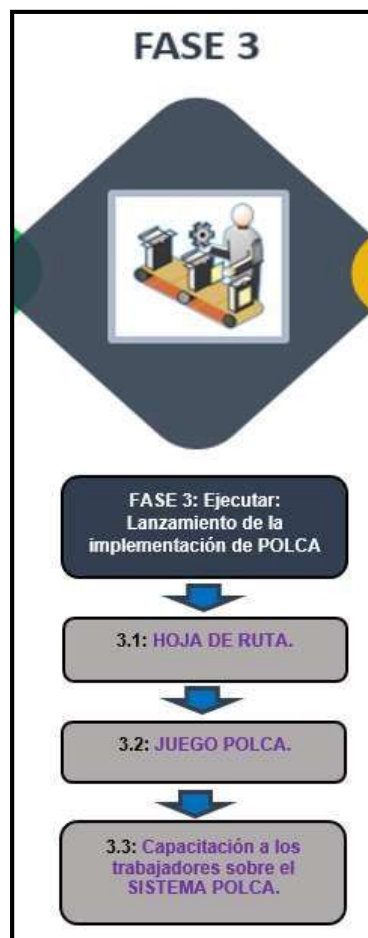 FASE 3
FASE 3: Ejecutar:
Lanzamiento de la
implementación de POLCA
3.1: HOJA DE RUTA.
3.2: JUEGO POLCA.
3.3: Capacitación a los
trabajadores sobre el
SISTEMA POLCA.